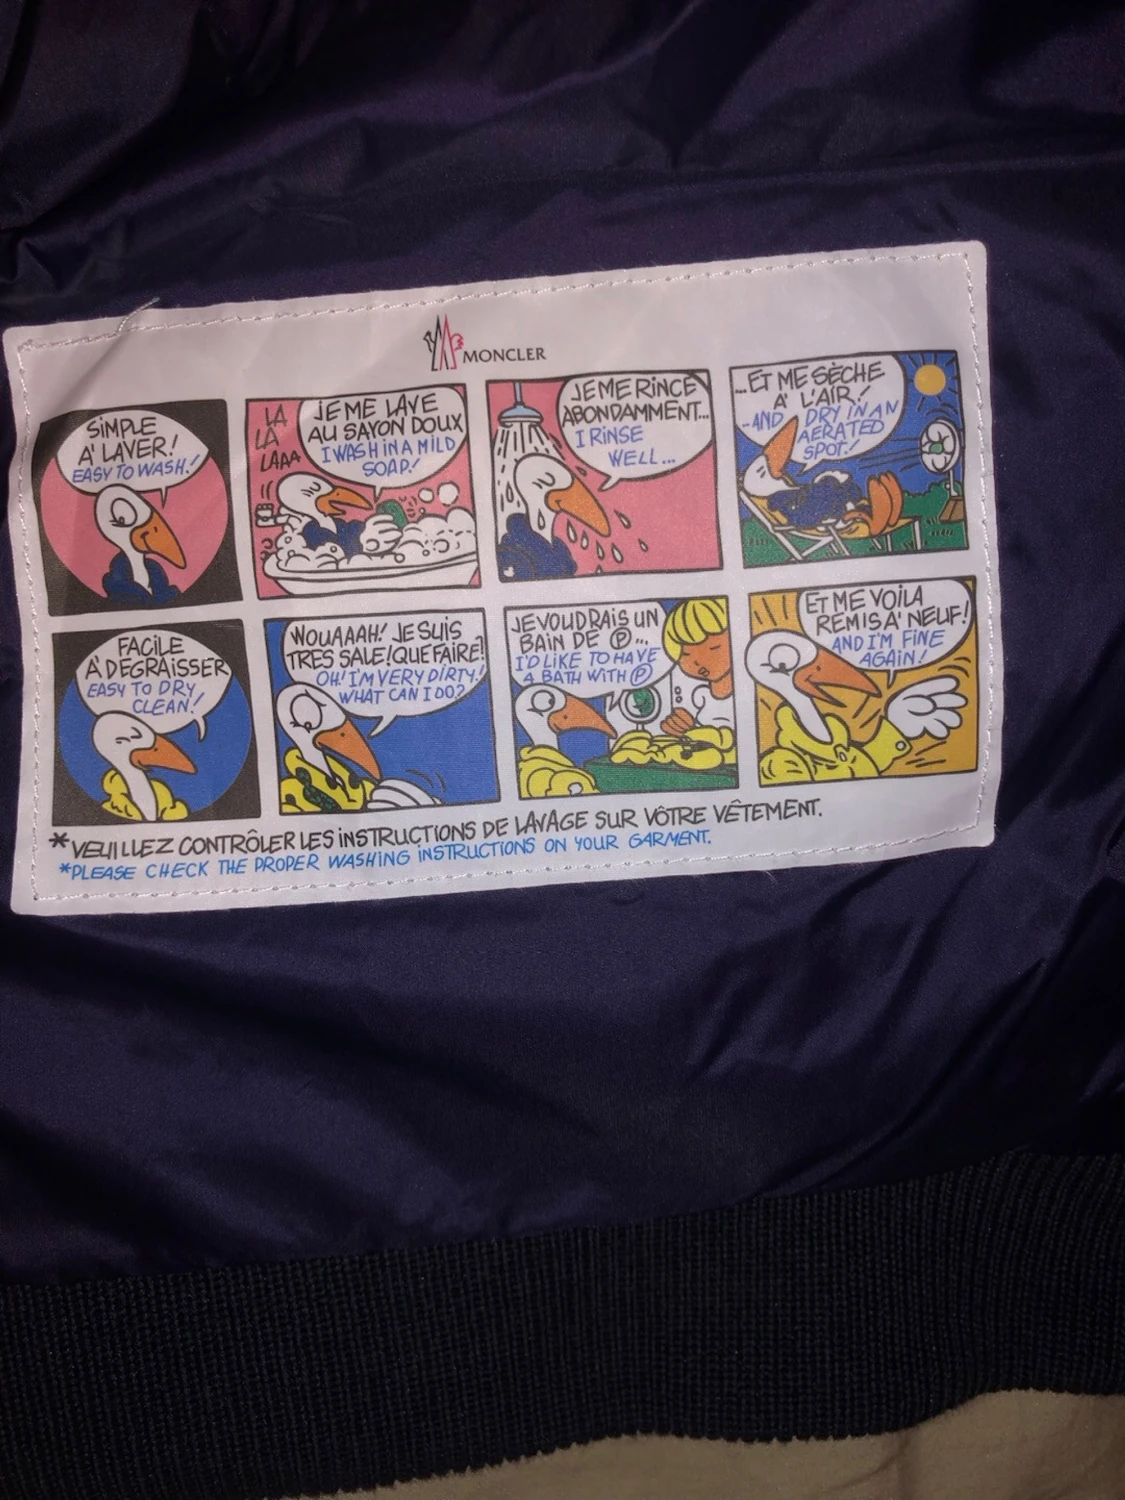 MONCLER
SIMPLE
À LAVER!
EASY TO WASH!
LA
LA
LAAA
JE ME LAVE
AU SAVON DOUX
I WASH IN A MILD
SOAP!
JE ME RINCE
ABONDAMMENT...
I RINSE
WELL...
...ET ME SÈCHE
À L'AIR!
...AND DRY IN AN
AERATED
SPOT!
FACILE
À DEGRAISSER
EASY TO DRY
CLEAN!
WOUAAAH! JE SUIS
TRES SALE! QUE FAIRE?
OH! I'M VERY DIRTY!
WHAT CAN I DO?
JE VOUDRAIS UN
BAIN DE Ⓟ...
I'D LIKE TO HAVE
A BATH WITH Ⓟ
ET ME VOILA
REMIS A' NEUF!
AND I'M FINE
AGAIN!
*VEUILLEZ CONTRÔLER LES INSTRUCTIONS DE LAVAGE SUR VÔTRE VÊTEMENT.
*PLEASE CHECK THE PROPER WASHING INSTRUCTIONS ON YOUR GARMENT.